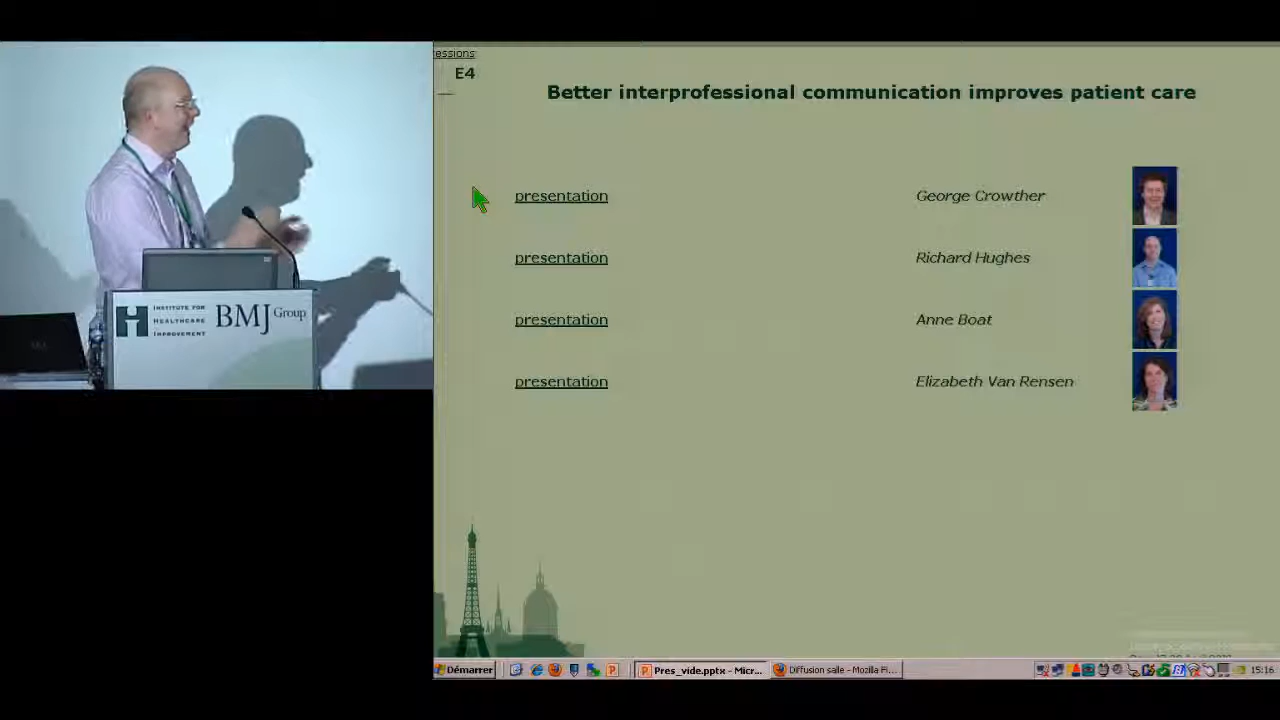 essions
E4
Better interprofessional communication improves patient care
presentation
George Crowther
presentation
Richard Hughes
presentation
Anne Boat
presentation
Elizabeth Van Rensen
INSTITUTE FOR
HEALTHCARE
IMPROVEMENT
BMJ Group
Démarrer
Pres_vide.pptx - Micr...
Diffusion salle - Mozilla Fi...
15:16